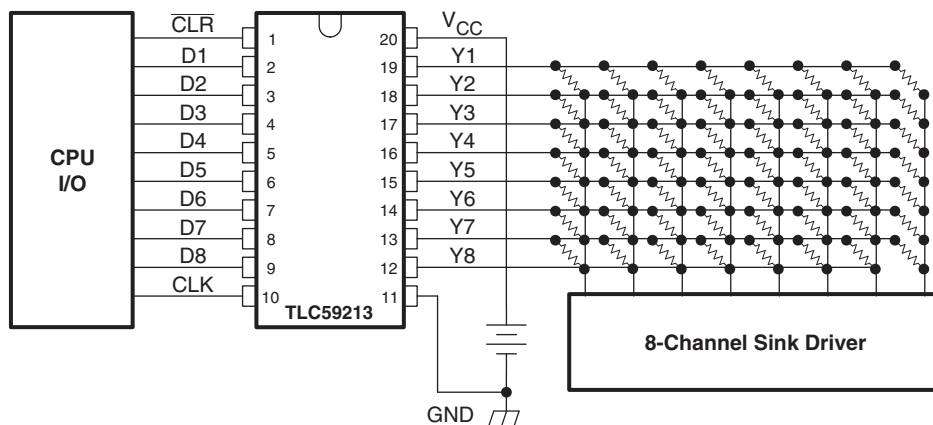 CLR
D1
D2
D3
D4
D5
D6
D7
D8
CLK
CPU
I/O
1
2
3
4
5
6
7
8
9
10
20
19
18
17
16
15
14
13
12
11
TLC59213
VCC
Y1
Y2
Y3
Y4
Y5
Y6
Y7
Y8
GND
8-Channel Sink Driver